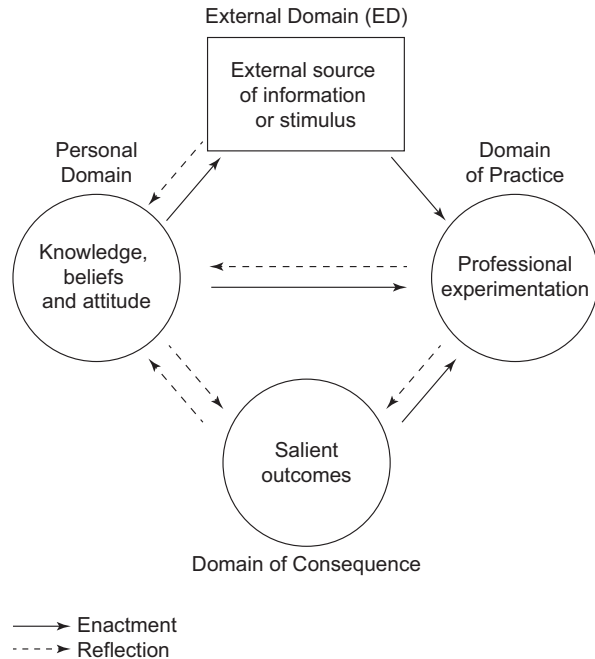 External Domain (ED)
External source
of information
or stimulus
Personal
Domain
Domain
of Practice
Knowledge,
beliefs
and attitude
Professional
experimentation
Salient
outcomes
Domain of Consequence
Enactment
Reflection